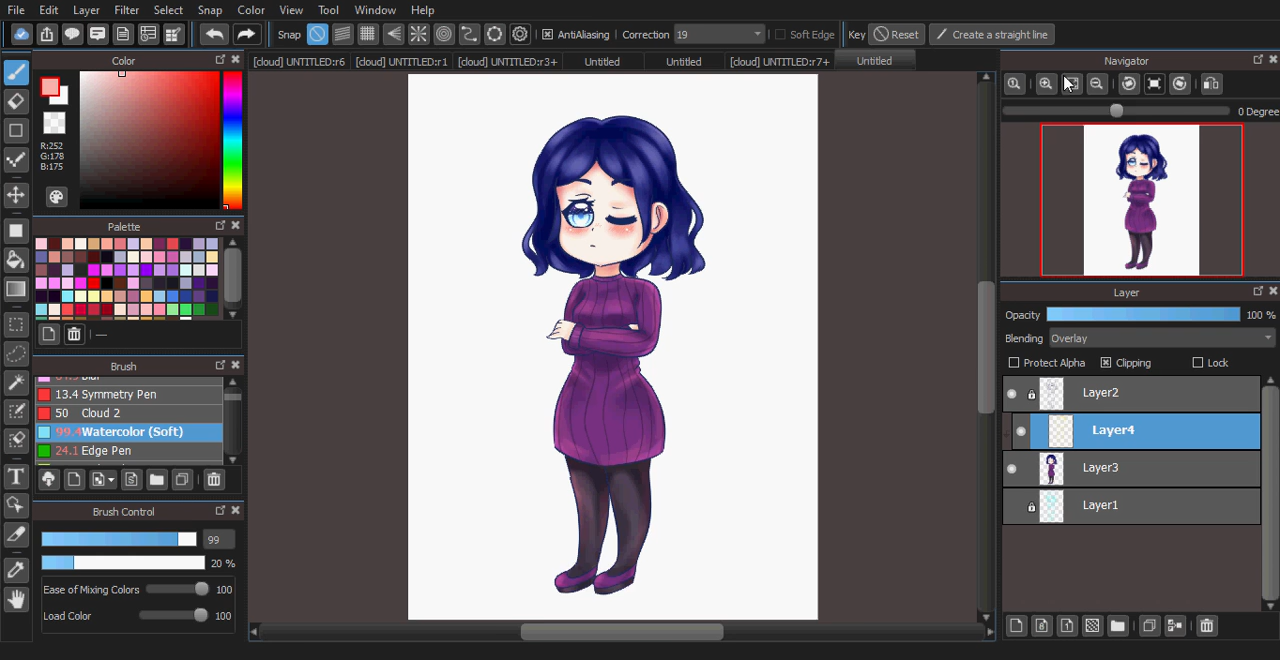 File Edit Layer Filter Select Snap Color View Tool Window Help
Snap AntiAliasing Correction 19 Soft Edge Key Reset Create a straight line
Color
[cloud] UNTITLED:r6 [cloud] UNTITLED:r1 [cloud] UNTITLED:r3+ Untitled Untitled [cloud] UNTITLED:r7+ Untitled
Navigator
0 Degree
R:252
G:178
B:175
Palette
Brush
13.4 Symmetry Pen
50 Cloud 2
99.4 Watercolor (Soft)
24.1 Edge Pen
Brush Control
99
20 %
Ease of Mixing Colors 100
Load Color 100
Layer
Opacity 100 %
Blending Overlay
Protect Alpha Clipping Lock
Layer2
Layer4
Layer3
Layer1